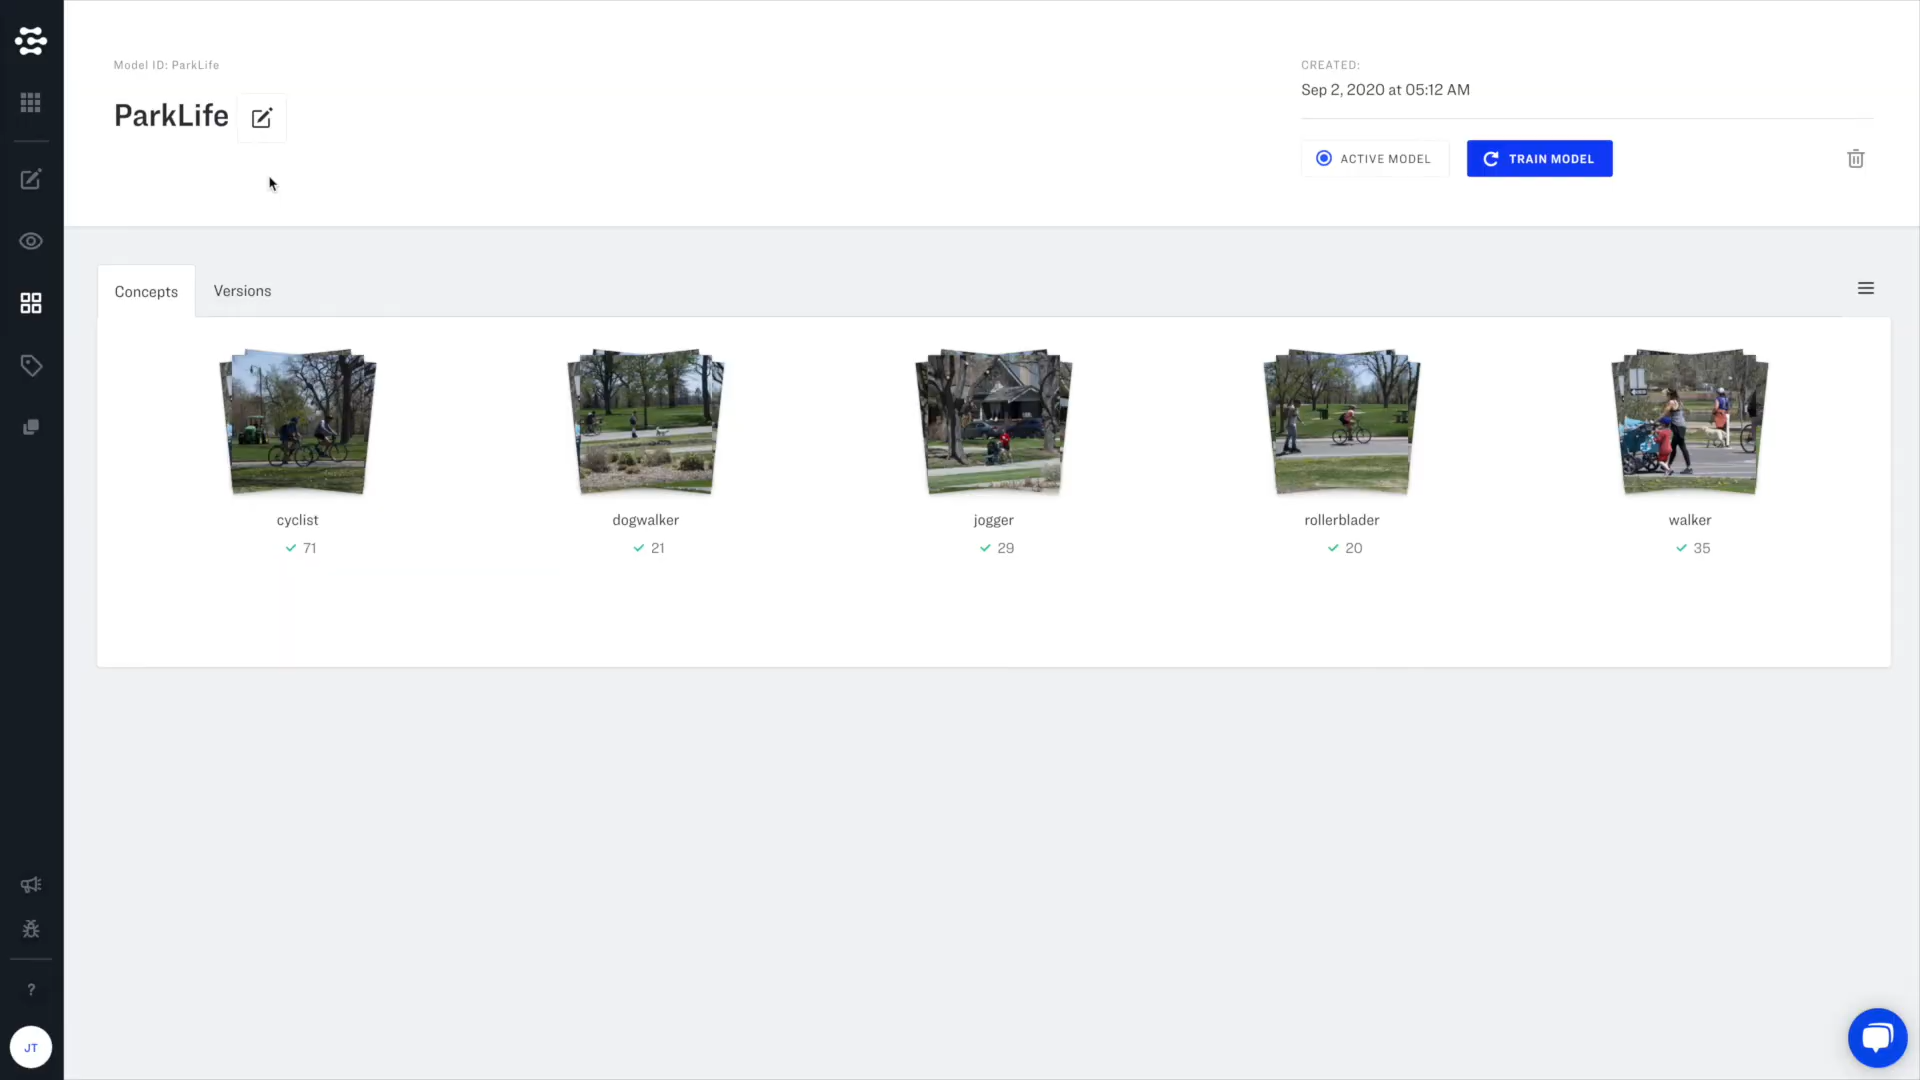 Model ID: ParkLife
ParkLife
CREATED:
Sep 2, 2020 at 05:12 AM
ACTIVE MODEL
TRAIN MODEL
Concepts
Versions
cyclist
71
dogwalker
21
jogger
29
rollerblader
20
walker
35
?
JT